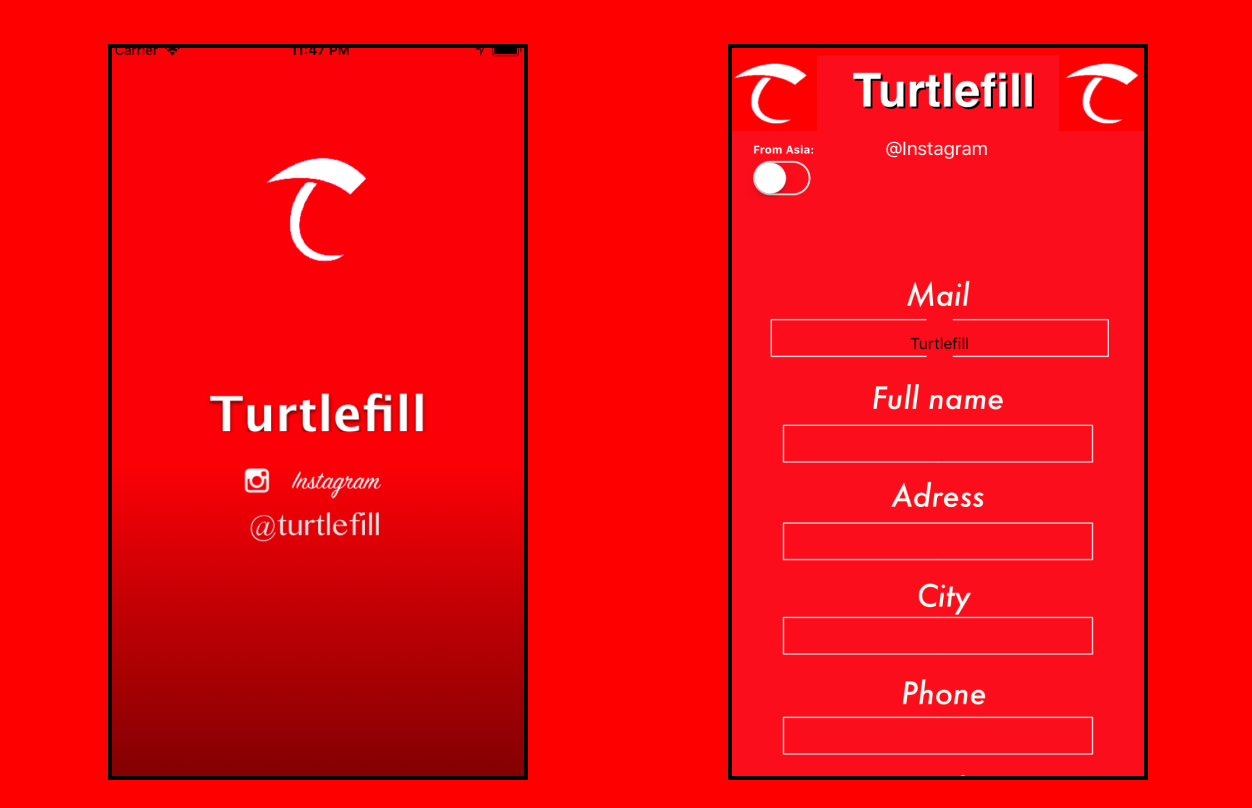 Carrier 11:47 PM
Turtlefill
Instagram
@turtlefill
Turtlefill
From Asia:
@Instagram
Mail
Turtlefill
Full name
Adress
City
Phone